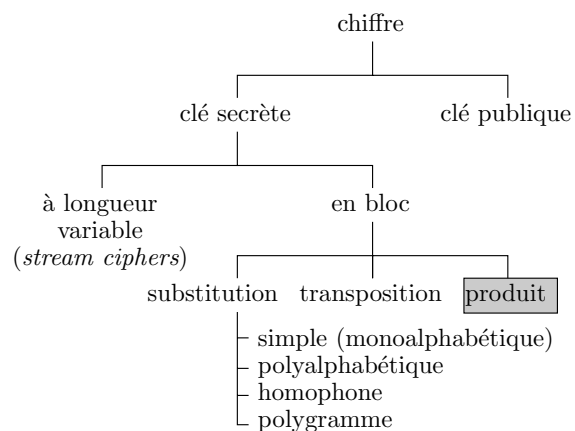 chiffre
clé secrète clé publique
à longueur
variable
(stream ciphers)
en bloc
substitution transposition produit
simple (monoalphabétique)
polyalphabétique
homophone
polygramme